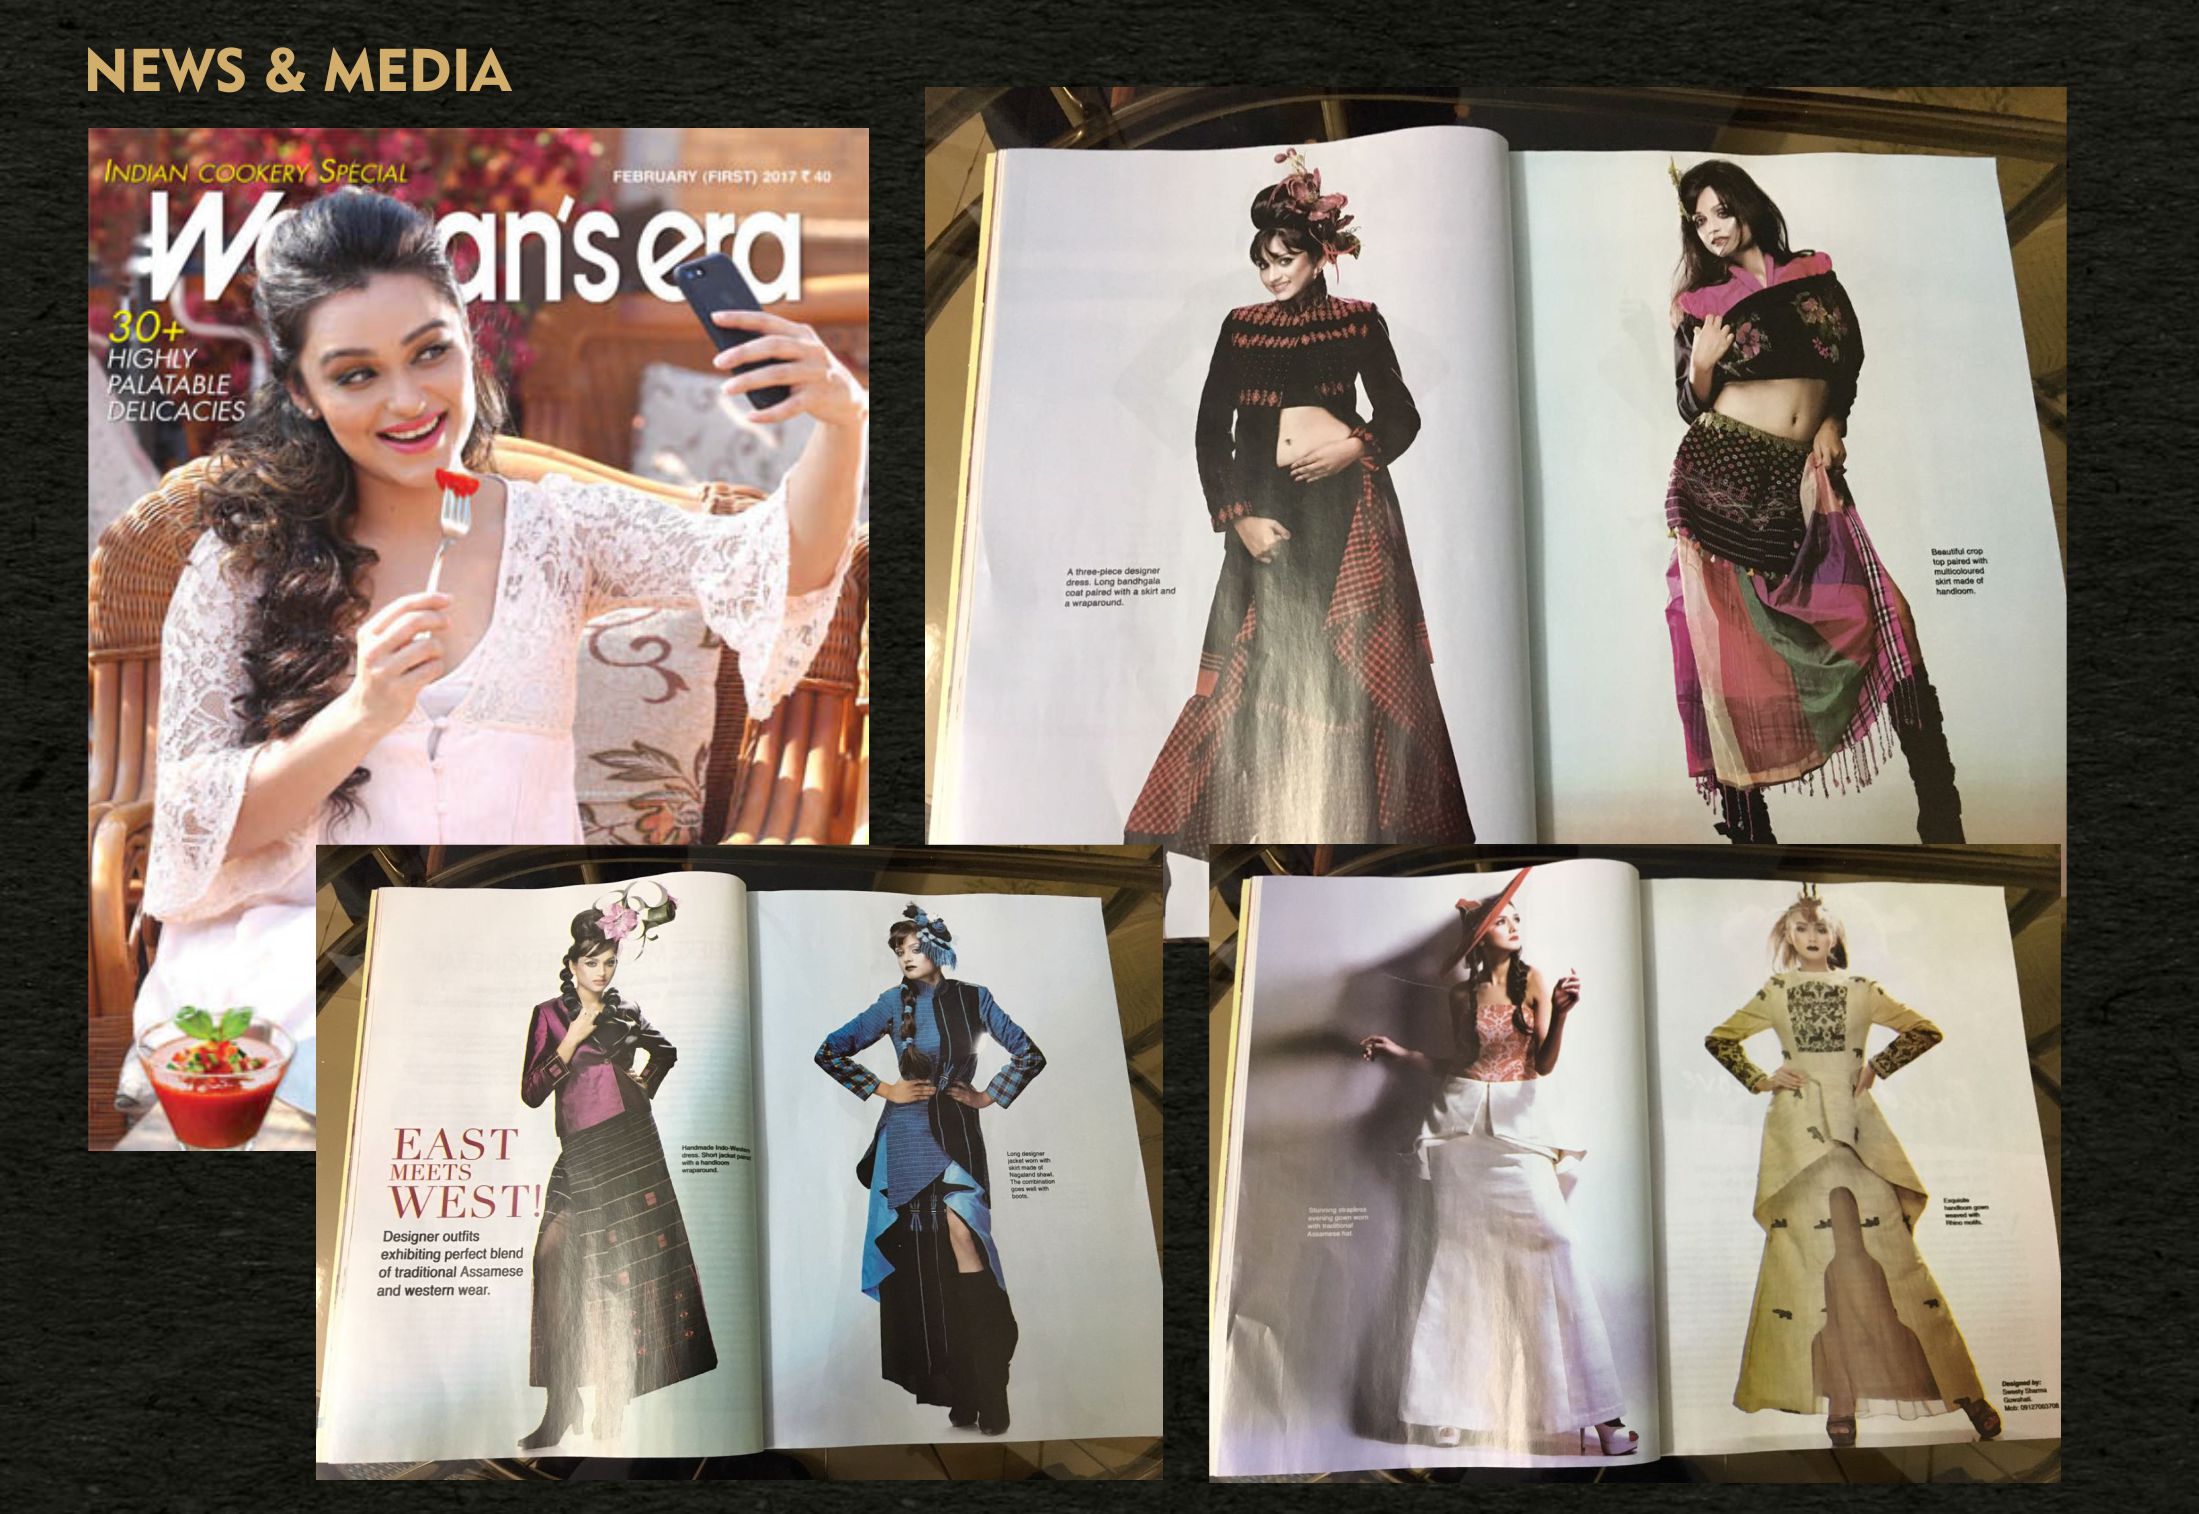 NEWS & MEDIA
INDIAN COOKERY SPECIAL
FEBRUARY (FIRST) 2017 ₹ 40
W an's era
30+
HIGHLY
PALATABLE
DELICACIES
A three-piece designer
dress. Long bandhgala
coat paired with a skirt and
a wraparound.
Beautiful crop
top paired with
multicoloured
skirt made of
handloom.
EAST
MEETS
WEST!
Designer outfits
exhibiting perfect blend
of traditional Assamese
and western wear.
Handmade Indo-Western
dress. Short jacket paired
with a handloom
wraparound.
Long designer
jacket worn with
skirt made of
Nagaland shawl.
The combination
goes well with
boots.
Stunning strapless
evening gown worn
with traditional
Assamese hat.
Exquisite
handloom gown
weaved with
Rhino motifs.
Designed by:
Sweety Sharma
Guwahati.
Mob: 09127063708